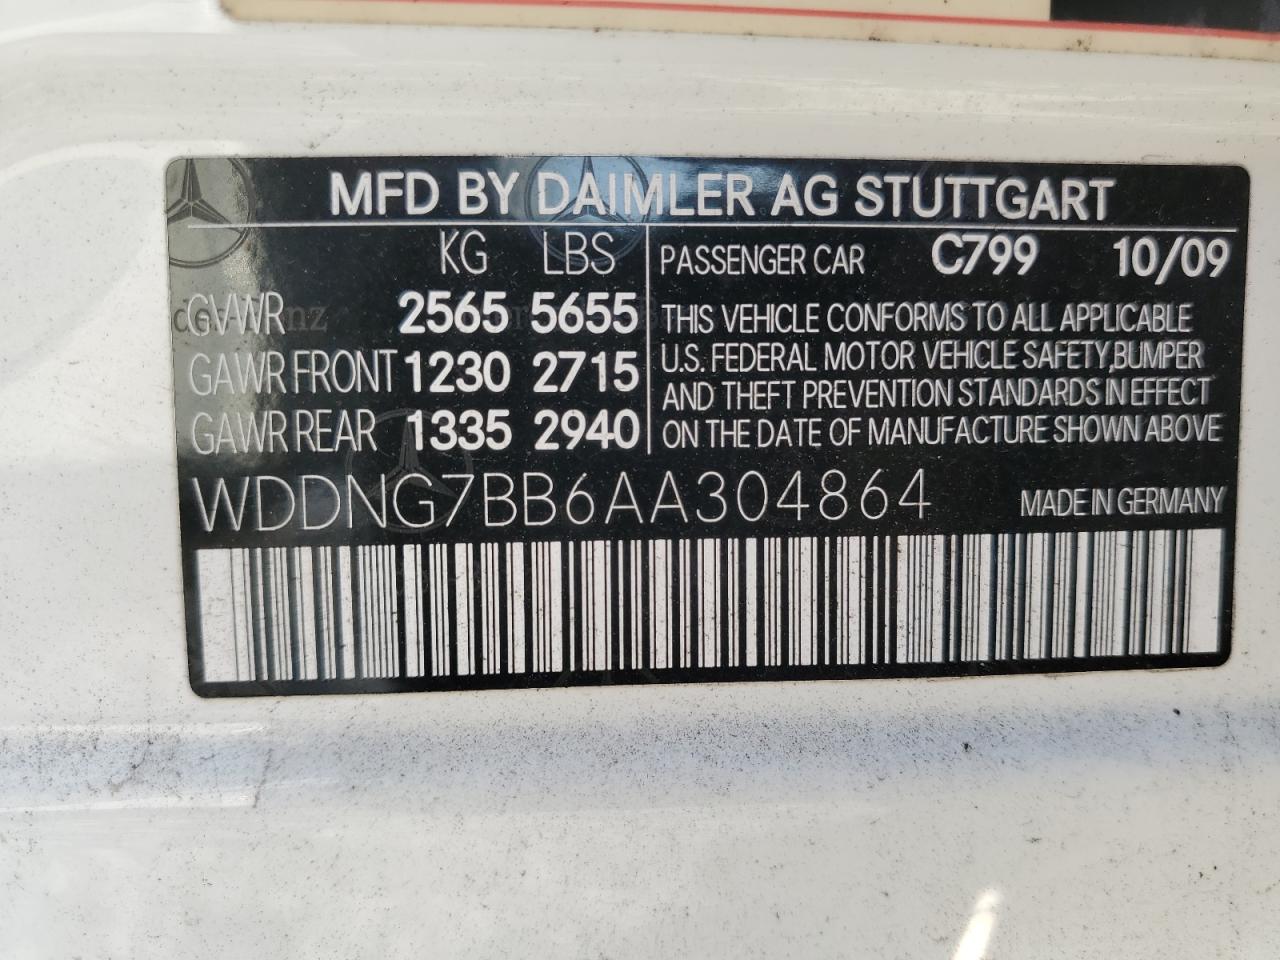 MFD BY DAIMLER AG STUTTGART
KG LBS
GVWR 2565 5655
GAWR FRONT 1230 2715
GAWR REAR 1335 2940
PASSENGER CAR C799 10/09
THIS VEHICLE CONFORMS TO ALL APPLICABLE
U.S. FEDERAL MOTOR VEHICLE SAFETY,BUMPER
AND THEFT PREVENTION STANDARDS IN EFFECT
ON THE DATE OF MANUFACTURE SHOWN ABOVE
WDDNG7BB6AA304864 MADE IN GERMANY